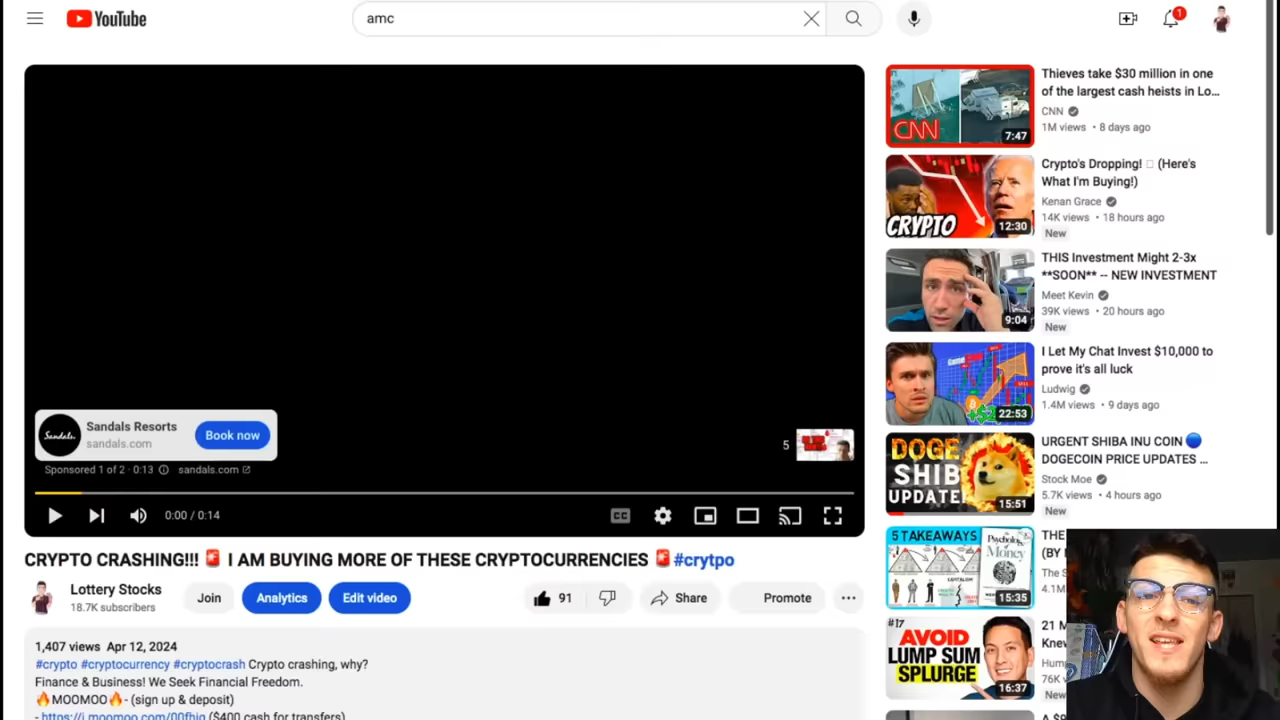 YouTube
amc
1
Sandals
Sandals Resorts
sandals.com
Book now
Sponsored 1 of 2 · 0:13
sandals.com
5
0:00 / 0:14
CC
CRYPTO CRASHING!!! 🚨 I AM BUYING MORE OF THESE CRYPTOCURRENCIES 🚨 #crytpo
Lottery Stocks
18.7K subscribers
Join
Analytics
Edit video
91
Share
Promote
1,407 views Apr 12, 2024
#crypto #cryptocurrency #cryptocrash Crypto crashing, why?
Finance & Business! We Seek Financial Freedom.
🔥MOOMOO🔥- (sign up & deposit)
- https://j.moomoo.com/00fhig ($400 cash for transfers)
CNN
7:47
Thieves take $30 million in one
of the largest cash heists in Lo...
CNN
1M views • 8 days ago
CRYPTO
12:30
Crypto's Dropping! □ (Here's
What I'm Buying!)
Kenan Grace
14K views • 18 hours ago
New
9:04
THIS Investment Might 2-3x
**SOON** -- NEW INVESTMENT
Meet Kevin
39K views • 20 hours ago
New
22:53
I Let My Chat Invest $10,000 to
prove it's all luck
Ludwig
1.4M views • 9 days ago
DOGE
SHIB
UPDATE
15:51
URGENT SHIBA INU COIN 🔵
DOGECOIN PRICE UPDATES ...
Stock Moe
5.7K views • 4 hours ago
New
5 TAKEAWAYS
Psychology
of
Money
15:35
THE
(BY
The S
4.1M
#17
AVOID
LUMP SUM
SPLURGE
16:37
21 M
Knew
Hum
76K
New